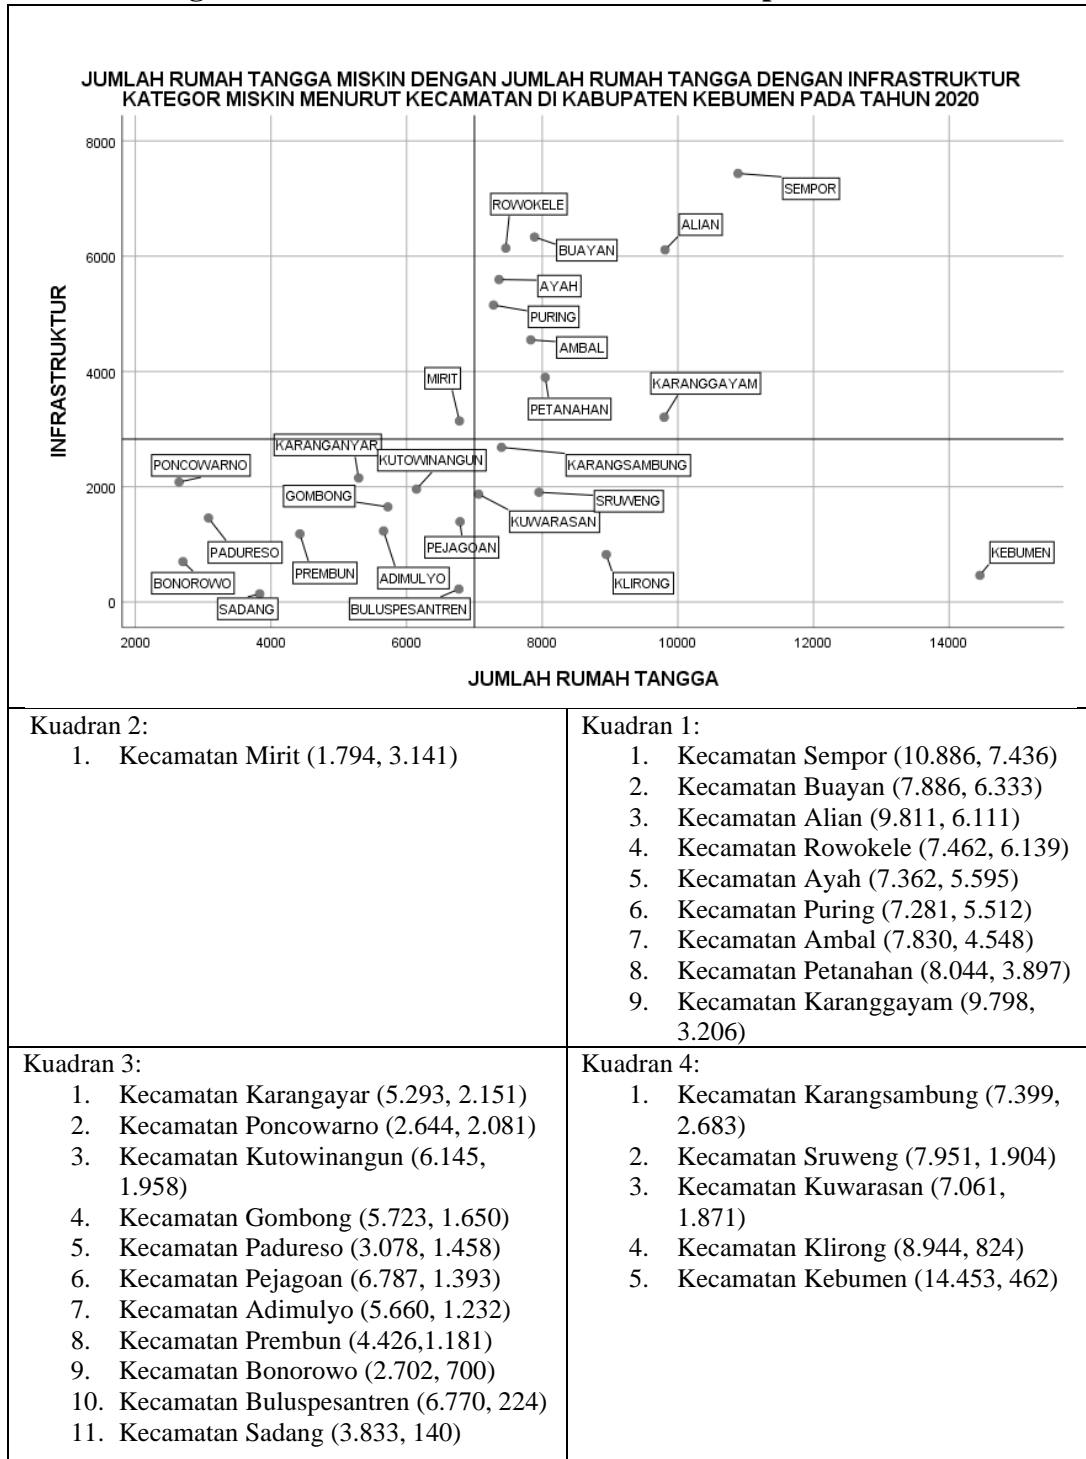 JUMLAH RUMAH TANGGA MISKIN DENGAN JUMLAH RUMAH TANGGA DENGAN INFRASTRUKTUR
KATEGOR MISKIN MENURUT KECAMATAN DI KABUPATEN KEBUMEN PADA TAHUN 2020
8000
SEMPOR
ROWOKELE
ALIAN
BUAYAN
6000
AYAH
PURING
AMBAL
INFRASTRUKTUR
4000
MIRIT
KARANGGAYAM
PETANAHAN
KARANGANYAR
PONCOWARNO
KUTOWINANGUN
KARANGSAMBUNG
2000
GOMBONG
SRUWENG
KUWARASAN
PADURESO
PEJAGOAN
KEBUMEN
BONOROWO
PREMBUN
ADIMULYO
KLIRONG
0
SADANG
BULUSPESANTREN
2000
4000
6000
8000
10000
12000
14000
JUMLAH RUMAH TANGGA
Kuadran 2:
1. Kecamatan Mirit (1.794, 3.141)
Kuadran 1:
1. Kecamatan Sempor (10.886, 7.436)
2. Kecamatan Buayan (7.886, 6.333)
3. Kecamatan Alian (9.811, 6.111)
4. Kecamatan Rowokele (7.462, 6.139)
5. Kecamatan Ayah (7.362, 5.595)
6. Kecamatan Puring (7.281, 5.512)
7. Kecamatan Ambal (7.830, 4.548)
8. Kecamatan Petanahan (8.044, 3.897)
9. Kecamatan Karanggayam (9.798,
3.206)
Kuadran 3:
1. Kecamatan Karangayar (5.293, 2.151)
2. Kecamatan Poncowarno (2.644, 2.081)
3. Kecamatan Kutowinangun (6.145,
1.958)
4. Kecamatan Gombong (5.723, 1.650)
5. Kecamatan Padureso (3.078, 1.458)
6. Kecamatan Pejagoan (6.787, 1.393)
7. Kecamatan Adimulyo (5.660, 1.232)
8. Kecamatan Prembun (4.426,1.181)
9. Kecamatan Bonorowo (2.702, 700)
10. Kecamatan Buluspesantren (6.770, 224)
11. Kecamatan Sadang (3.833, 140)
Kuadran 4:
1. Kecamatan Karangsambung (7.399,
2.683)
2. Kecamatan Sruweng (7.951, 1.904)
3. Kecamatan Kuwarasan (7.061,
1.871)
4. Kecamatan Klirong (8.944, 824)
5. Kecamatan Kebumen (14.453, 462)